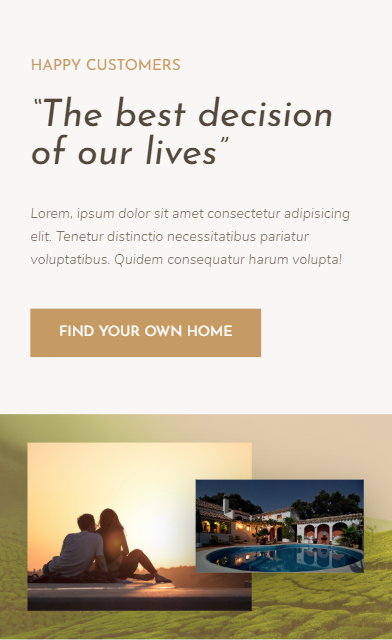 HAPPY CUSTOMERS
“The best decision
of our lives”
Lorem, ipsum dolor sit amet consectetur adipisicing
elit. Tenetur distinctio necessitatibus pariatur
voluptatibus. Quidem consequatur harum volupta!
FIND YOUR OWN HOME